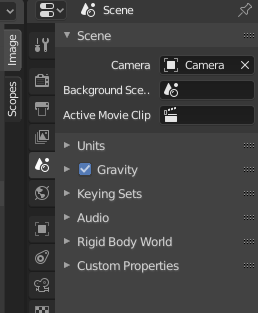 Scene
Image
Scopes
Scene
Camera
Camera
Background Sce..
Active Movie Clip
Units
Gravity
Keying Sets
Audio
Rigid Body World
Custom Properties